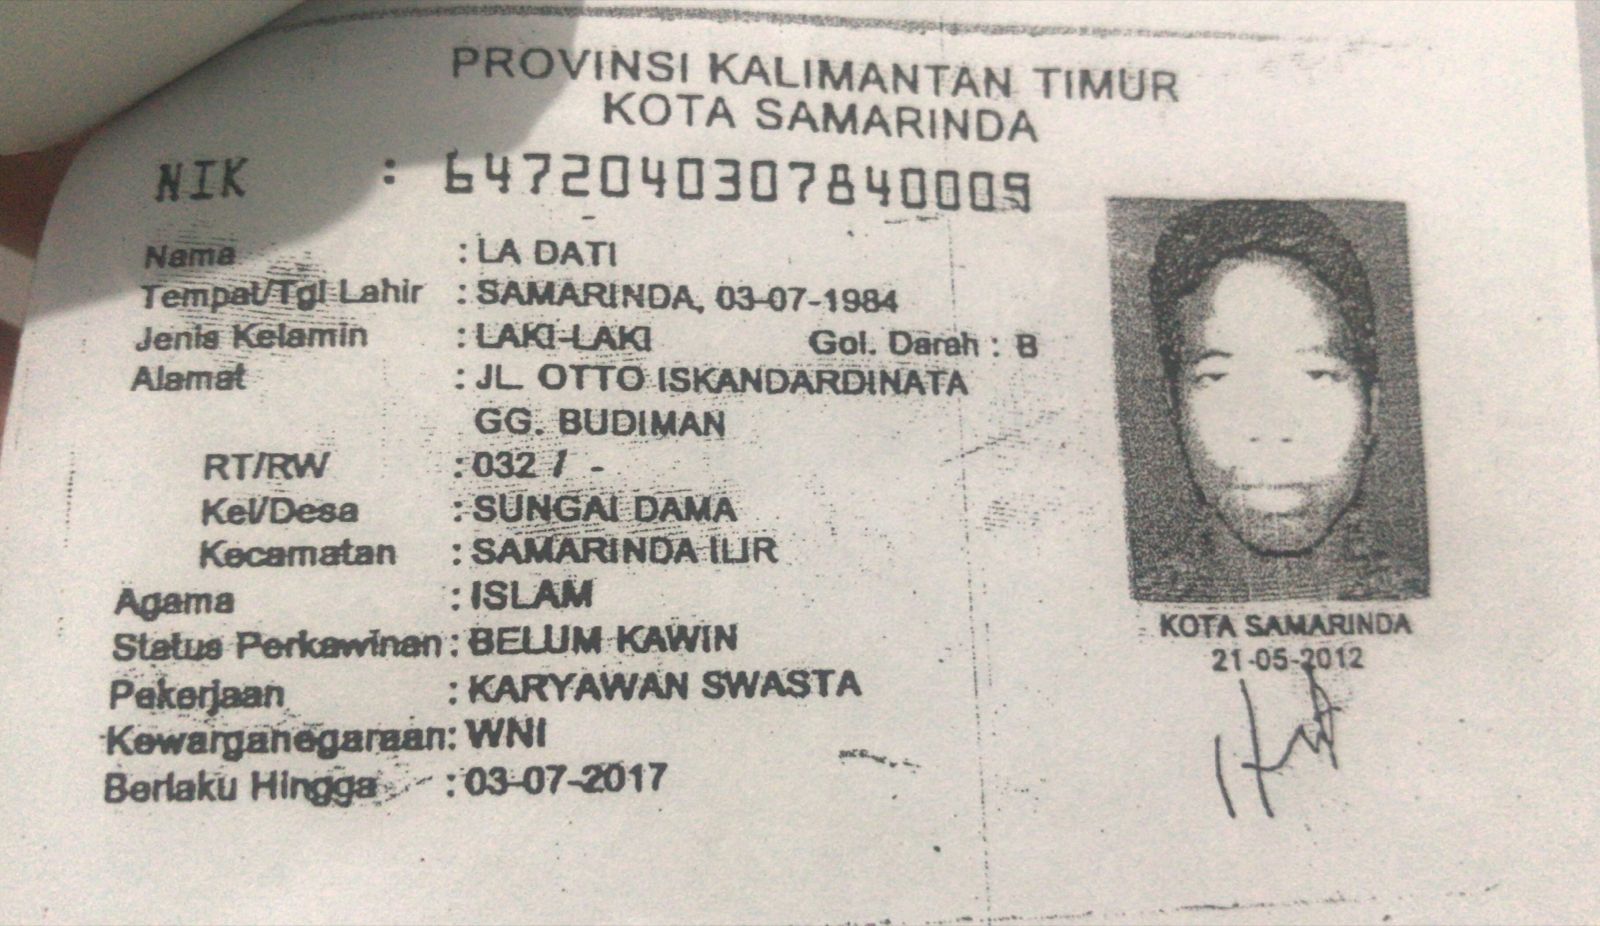 PROVINSI KALIMANTAN TIMUR
KOTA SAMARINDA
NIK : 6472040307840009
Nama : LA DATI
Tempat/Tgl Lahir : SAMARINDA, 03-07-1984
Jenis Kelamin : LAKI-LAKI Gol. Darah : B
Alamat : JL OTTO ISKANDARDINATA
GG. BUDIMAN
RT/RW : 032 / -
Kel/Desa : SUNGAI DAMA
Kecamatan : SAMARINDA ILIR
Agama : ISLAM
Status Perkawinan : BELUM KAWIN
Pekerjaan : KARYAWAN SWASTA
Kewarganegaraan : WNI
Berlaku Hingga : 03-07-2017
KOTA SAMARINDA
21-05-2012